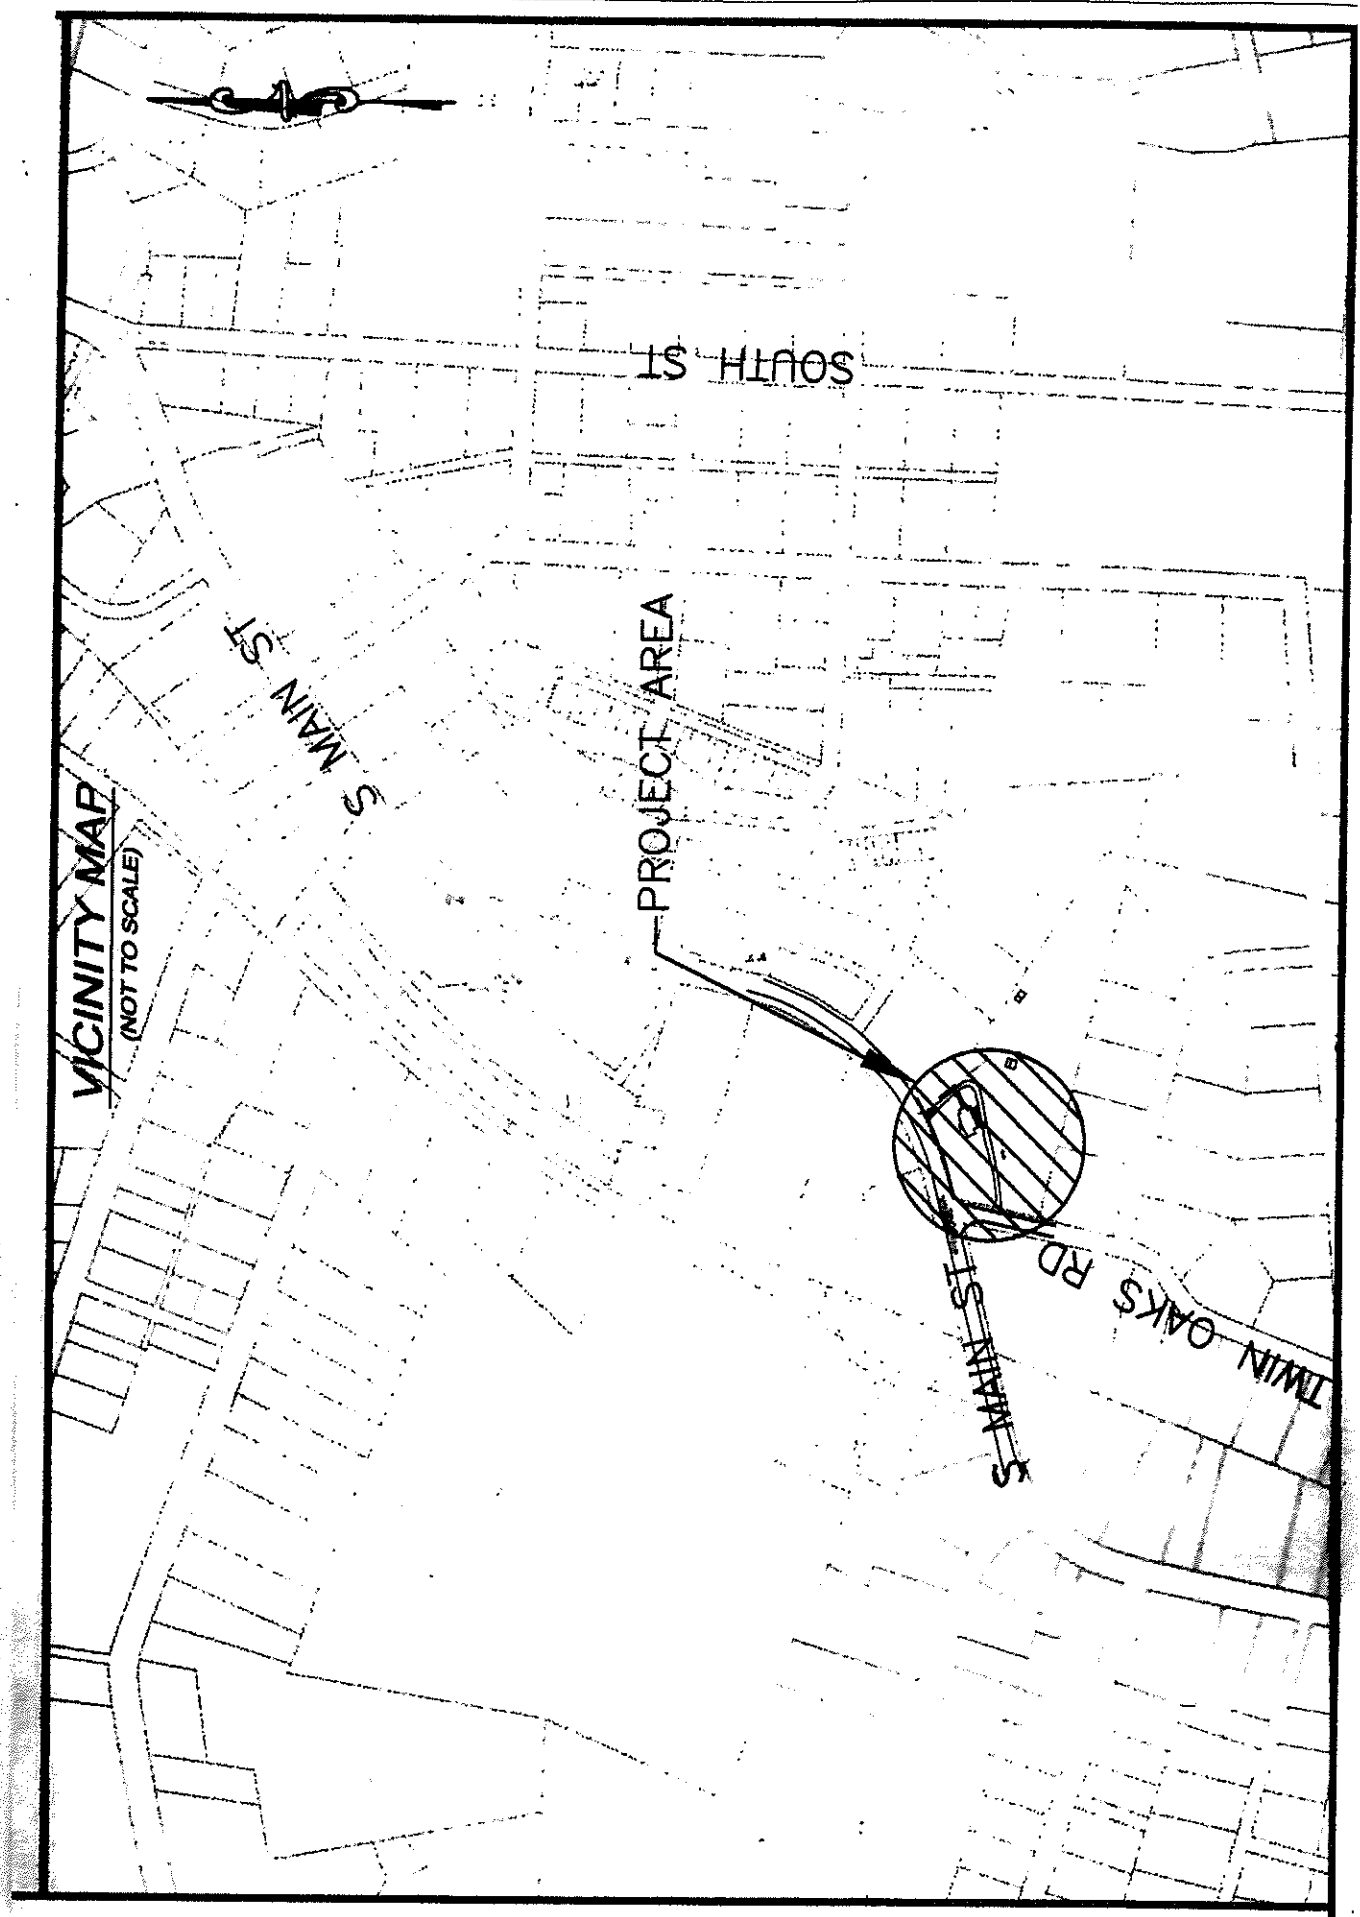 VICINITY MAP
(NOT TO SCALE)
SOUTH ST
S MAIN ST
PROJECT AREA
S MAIN ST
TWIN OAKS RD